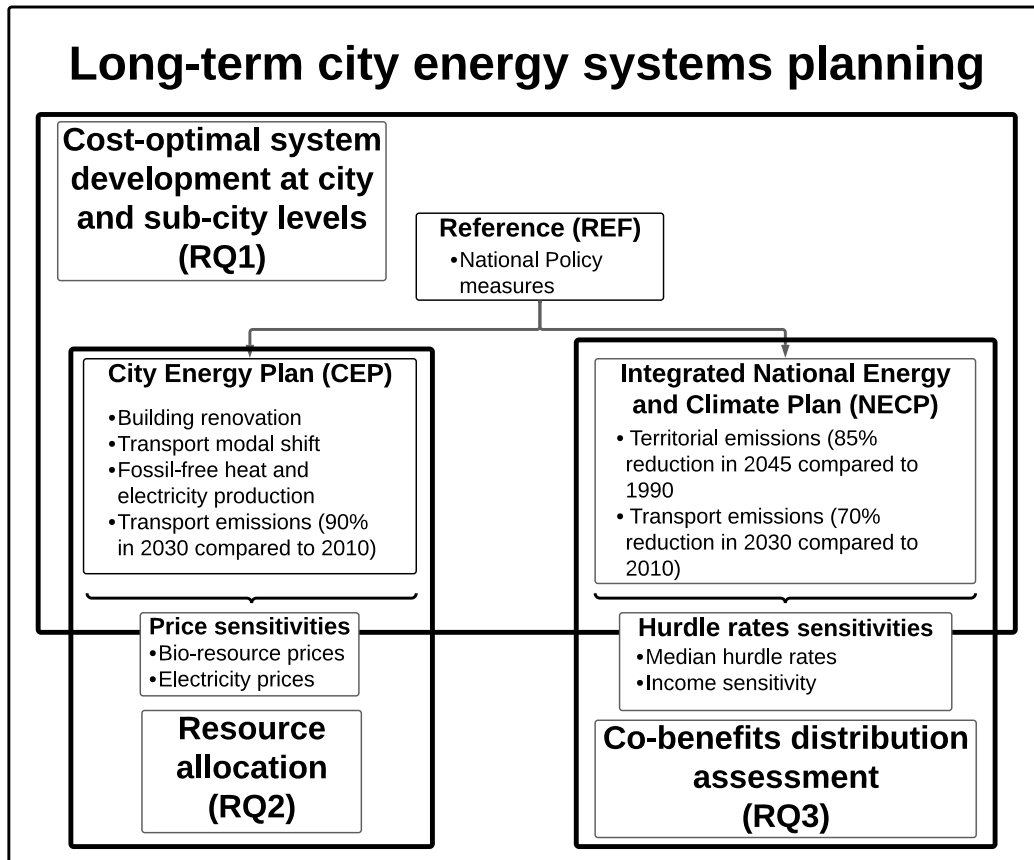 Long-term city energy systems planning
Cost-optimal system
development at city
and sub-city levels
(RQ1)
Reference (REF)
•National Policy
measures
City Energy Plan (CEP)
•Building renovation
•Transport modal shift
•Fossil-free heat and
electricity production
•Transport emissions (90%
in 2030 compared to 2010)
Integrated National Energy
and Climate Plan (NECP)
• Territorial emissions (85%
reduction in 2045 compared to
1990
• Transport emissions (70%
reduction in 2030 compared to
2010)
Price sensitivities
•Bio-resource prices
•Electricity prices
Hurdle rates sensitivities
•Median hurdle rates
•Income sensitivity
Resource
allocation
(RQ2)
Co-benefits distribution
assessment
(RQ3)